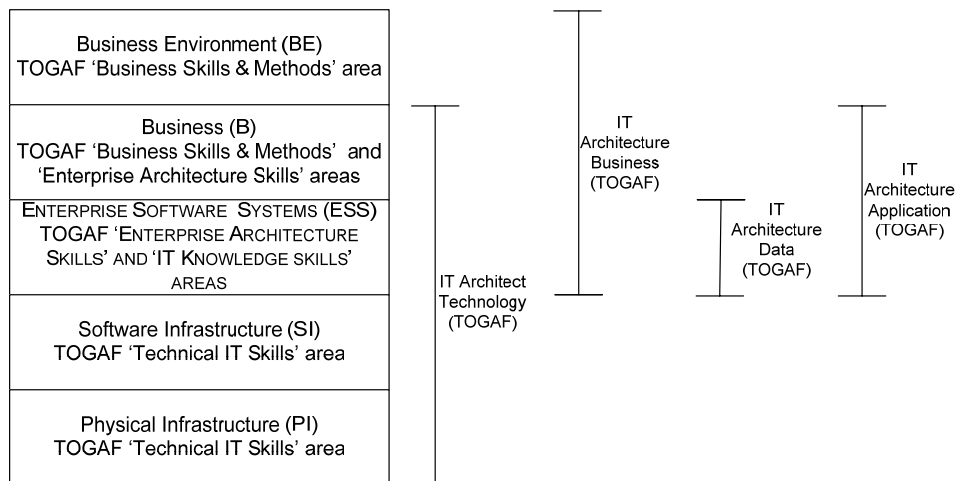 Business Environment (BE)
TOGAF ‘Business Skills & Methods’ area
Business (B)
TOGAF ‘Business Skills & Methods’ and
‘Enterprise Architecture Skills’ areas
ENTERPRISE SOFTWARE SYSTEMS (ESS)
TOGAF ‘ENTERPRISE ARCHITECTURE
SKILLS’ AND ‘IT KNOWLEDGE SKILLS’
AREAS
Software Infrastructure (SI)
TOGAF ‘Technical IT Skills’ area
Physical Infrastructure (PI)
TOGAF ‘Technical IT Skills’ area
IT Architect
Technology
(TOGAF)
IT
Architecture
Business
(TOGAF)
IT
Architecture
Data
(TOGAF)
IT
Architecture
Application
(TOGAF)